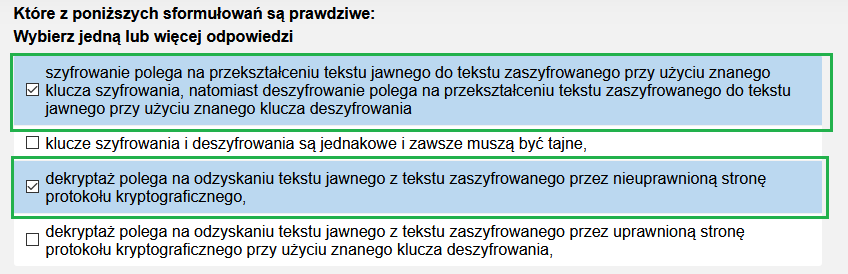 Które z poniższych sformułowań są prawdziwe:
Wybierz jedną lub więcej odpowiedzi
szyfrowanie polega na przekształceniu tekstu jawnego do tekstu zaszyfrowanego przy użyciu znanego
klucza szyfrowania, natomiast deszyfrowanie polega na przekształceniu tekstu zaszyfrowanego do tekstu
jawnego przy użyciu znanego klucza deszyfrowania
klucze szyfrowania i deszyfrowania są jednakowe i zawsze muszą być tajne,
dekryptaż polega na odzyskaniu tekstu jawnego z tekstu zaszyfrowanego przez nieuprawnioną stronę
protokołu kryptograficznego,
dekryptaż polega na odzyskaniu tekstu jawnego z tekstu zaszyfrowanego przez uprawnioną stronę
protokołu kryptograficznego przy użyciu znanego klucza deszyfrowania,